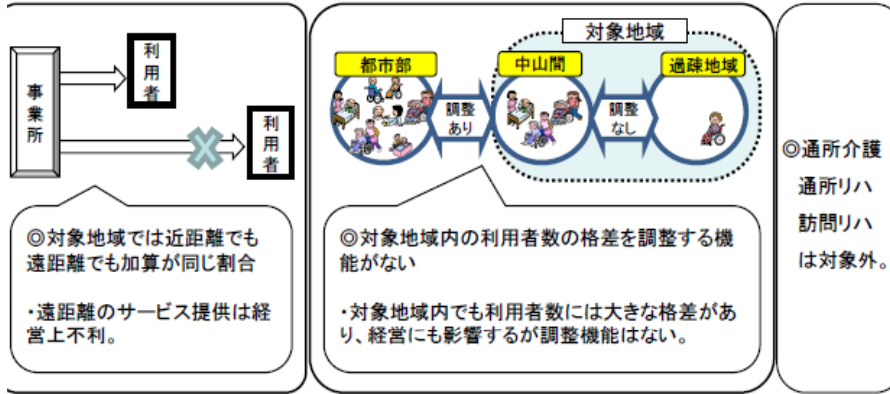 事業所
利用者
利用者
◎対象地域では近距離でも
遠距離でも加算が同じ割合
・遠距離のサービス提供は経
営上不利。
対象地域
都市部
中山間
過疎地域
調整
あり
調整
なし
◎対象地域内の利用者数の格差を調整する機
能がない
・対象地域内でも利用者数には大きな格差があ
り、経営にも影響するが調整機能はない。
◎通所介護
通所リハ
訪問リハ
は対象外。